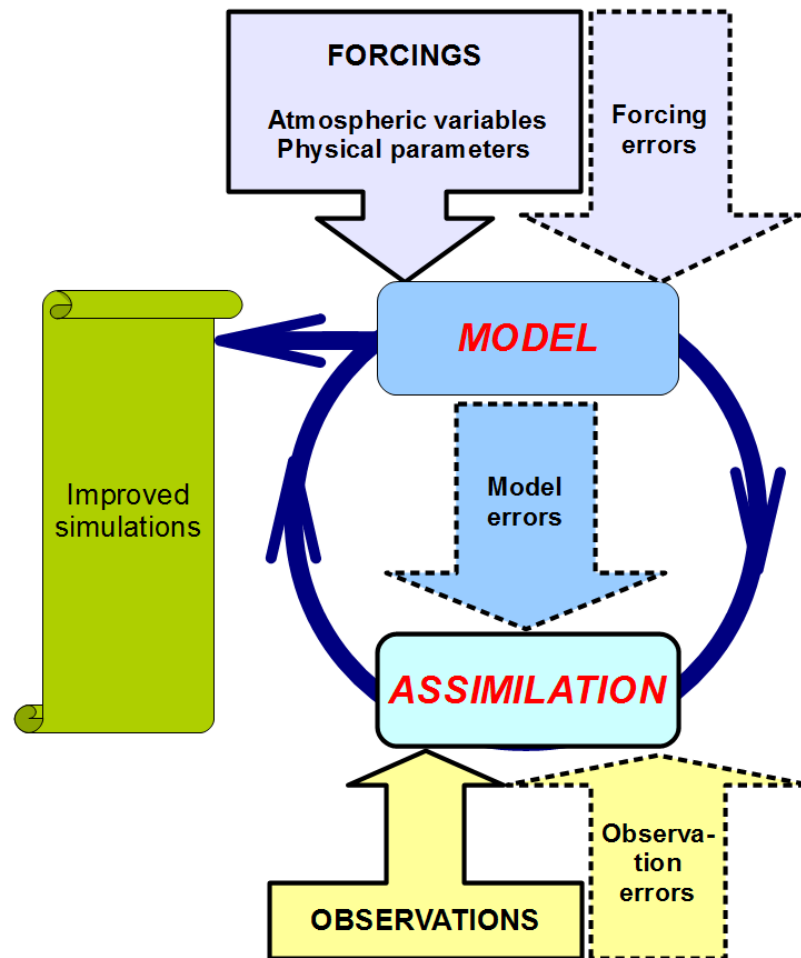 FORCINGS
Atmospheric variables
Physical parameters
Forcing
errors
MODEL
Model
errors
Improved
simulations
ASSIMILATION
Observa-
tion
errors
OBSERVATIONS